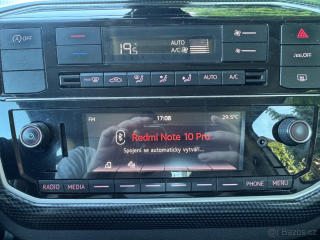 19.5
AUTO
A/C
OFF
AUTO
A/C
FM
17:08
29.5°C
Redmi Note 10 Pro
Spojení se automaticky vytváří...
RADIO
MEDIA
PHONE
MENU
Bazoš.cz